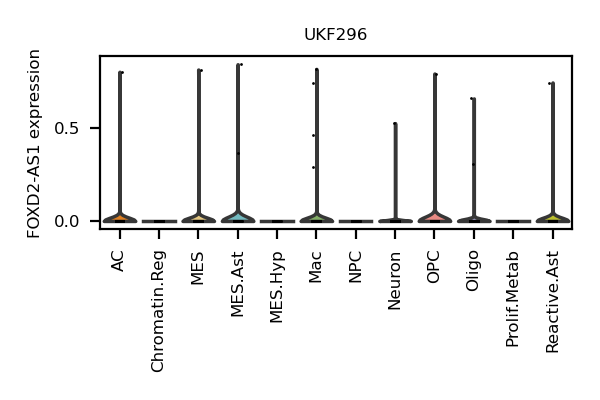 UKF296
FOXD2-AS1 expression
0.5
0.0
AC
Chromatin.Reg
MES
MES.Ast
MES.Hyp
Mac
NPC
Neuron
OPC
Oligo
Prolif.Metab
Reactive.Ast